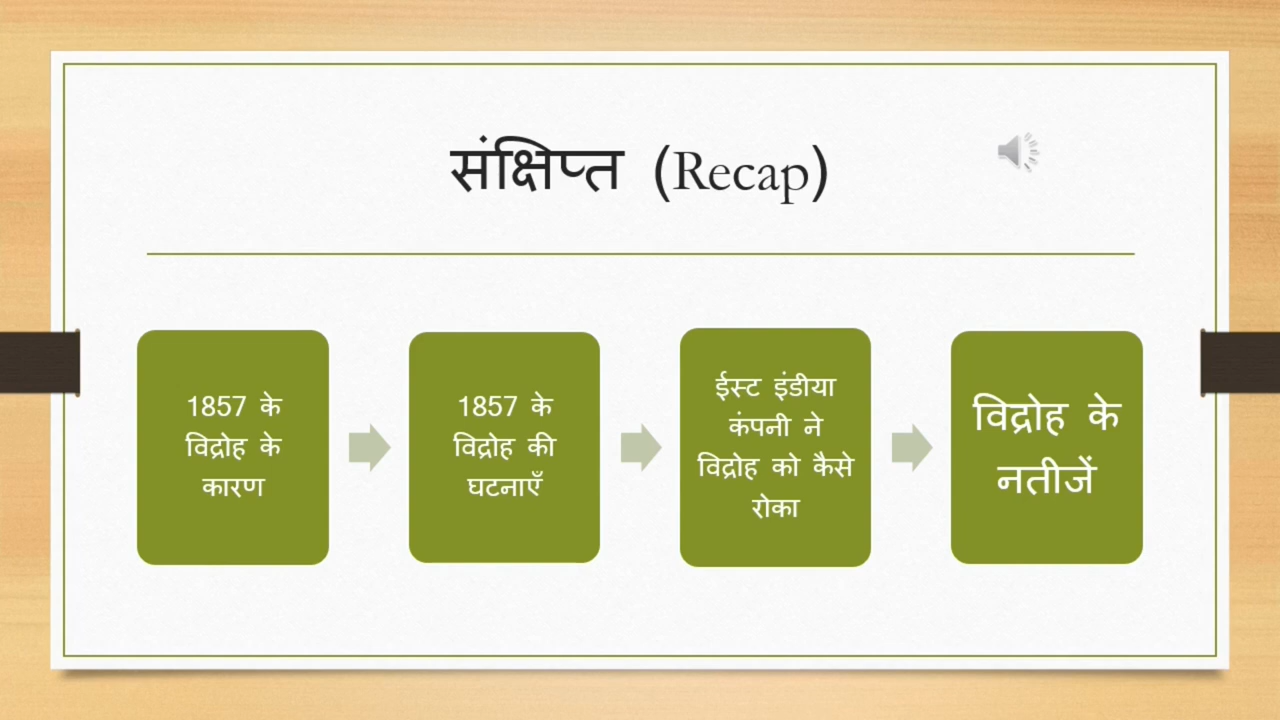 संक्षिप्त (Recap)
1857 के
विद्रोह के
कारण
1857 के
विद्रोह की
घटनाएँ
ईस्ट इंडीया
कंपनी ने
विद्रोह को कैसे
रोका
विद्रोह के
नतीजें